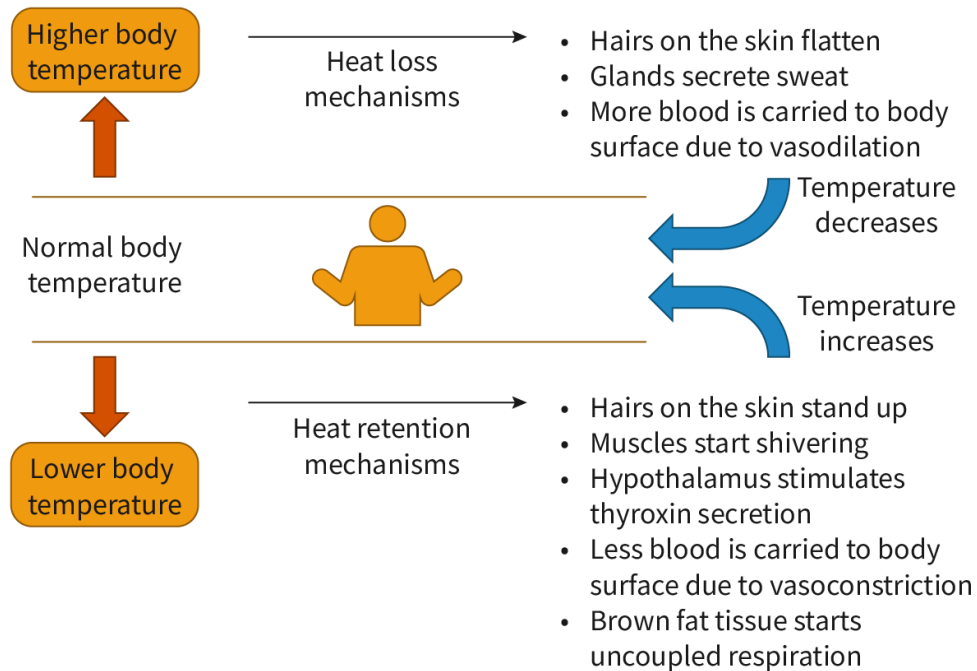 Higher body
temperature
Heat loss
mechanisms
• Hairs on the skin flatten
• Glands secrete sweat
• More blood is carried to body
surface due to vasodilation
Temperature
decreases
Normal body
temperature
Temperature
increases
Lower body
temperature
Heat retention
mechanisms
• Hairs on the skin stand up
• Muscles start shivering
• Hypothalamus stimulates
thyroxin secretion
• Less blood is carried to body
surface due to vasoconstriction
• Brown fat tissue starts
uncoupled respiration